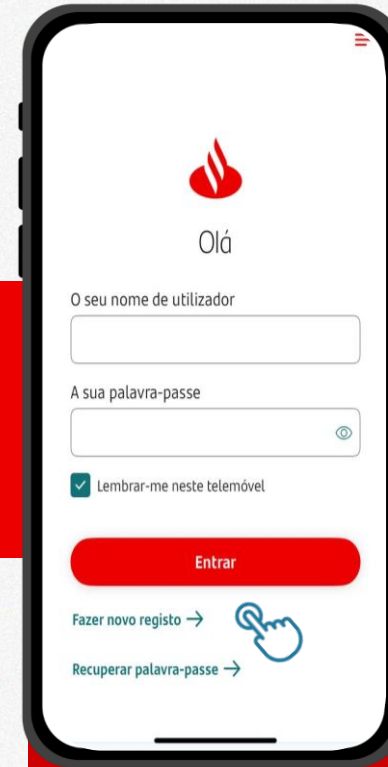 Olá
O seu nome de utilizador
A sua palavra-passe
Lembrar-me neste telemóvel
Entrar
Fazer novo registo →
Recuperar palavra-passe →